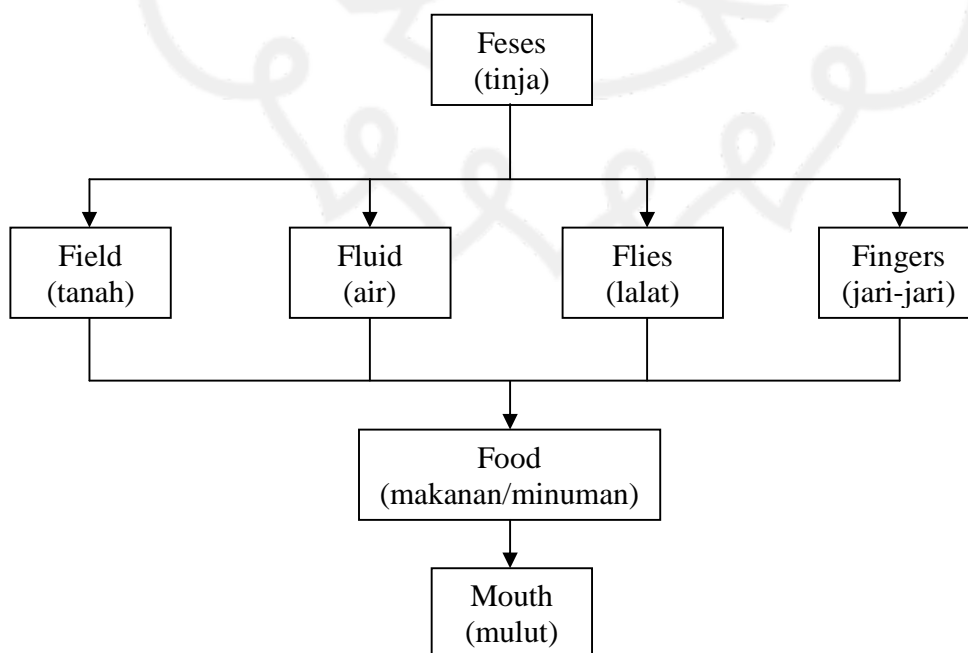 Feses
(tinja)
Field
(tanah)
Fluid
(air)
Flies
(lalat)
Fingers
(jari-jari)
Food
(makanan/minuman)
Mouth
(mulut)